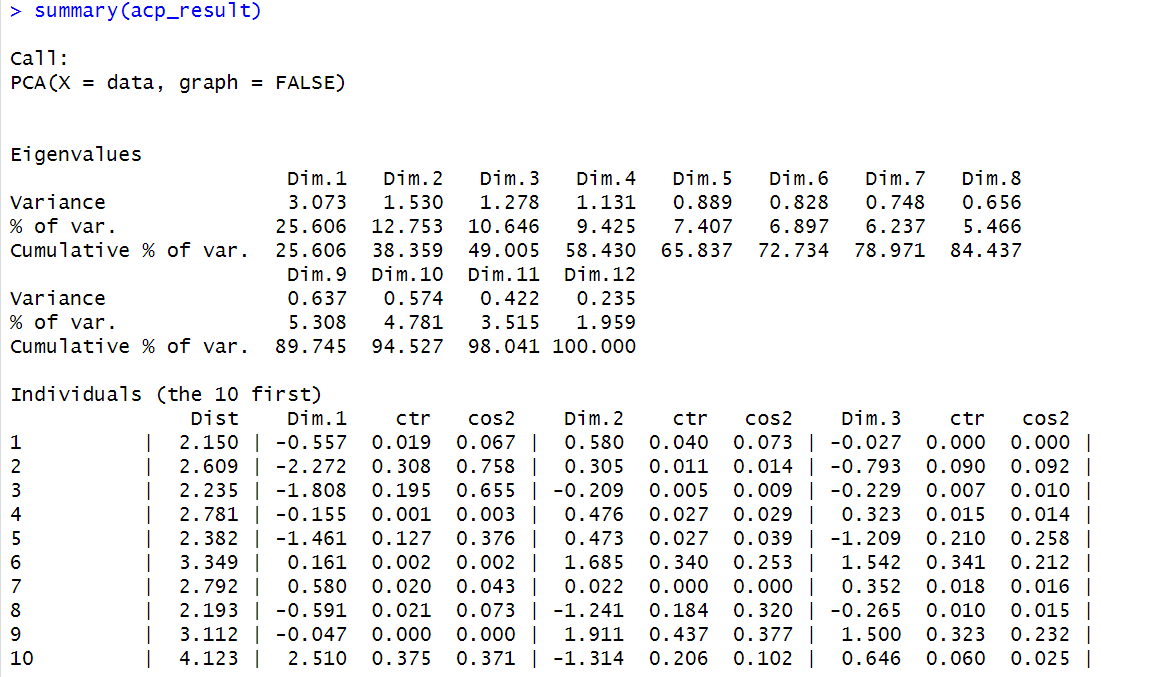 > summary(acp_result)
Call:
PCA(X = data, graph = FALSE)
Eigenvalues
                       Dim.1   Dim.2   Dim.3   Dim.4   Dim.5   Dim.6   Dim.7   Dim.8
Variance               3.073   1.530   1.278   1.131   0.889   0.828   0.748   0.656
% of var.             25.606  12.753  10.646   9.425   7.407   6.897   6.237   5.466
Cumulative % of var.  25.606  38.359  49.005  58.430  65.837  72.734  78.971  84.437
                       Dim.9  Dim.10  Dim.11  Dim.12
Variance               0.637   0.574   0.422   0.235
% of var.              5.308   4.781   3.515   1.959
Cumulative % of var.  89.745  94.527  98.041 100.000
Individuals (the 10 first)
               Dist    Dim.1    ctr   cos2    Dim.2    ctr   cos2    Dim.3    ctr   cos2
1          |  2.150 | -0.557  0.019  0.067 |  0.580  0.040  0.073 | -0.027  0.000  0.000 |
2          |  2.609 | -2.272  0.308  0.758 |  0.305  0.011  0.014 | -0.793  0.090  0.092 |
3          |  2.235 | -1.808  0.195  0.655 | -0.209  0.005  0.009 | -0.229  0.007  0.010 |
4          |  2.781 | -0.155  0.001  0.003 |  0.476  0.027  0.029 |  0.323  0.015  0.014 |
5          |  2.382 | -1.461  0.127  0.376 |  0.473  0.027  0.039 | -1.209  0.210  0.258 |
6          |  3.349 |  0.161  0.002  0.002 |  1.685  0.340  0.253 |  1.542  0.341  0.212 |
7          |  2.792 |  0.580  0.020  0.043 |  0.022  0.000  0.000 |  0.352  0.018  0.016 |
8          |  2.193 | -0.591  0.021  0.073 | -1.241  0.184  0.320 | -0.265  0.010  0.015 |
9          |  3.112 | -0.047  0.000  0.000 |  1.911  0.437  0.377 |  1.500  0.323  0.232 |
10         |  4.123 |  2.510  0.375  0.371 | -1.314  0.206  0.102 |  0.646  0.060  0.025 |